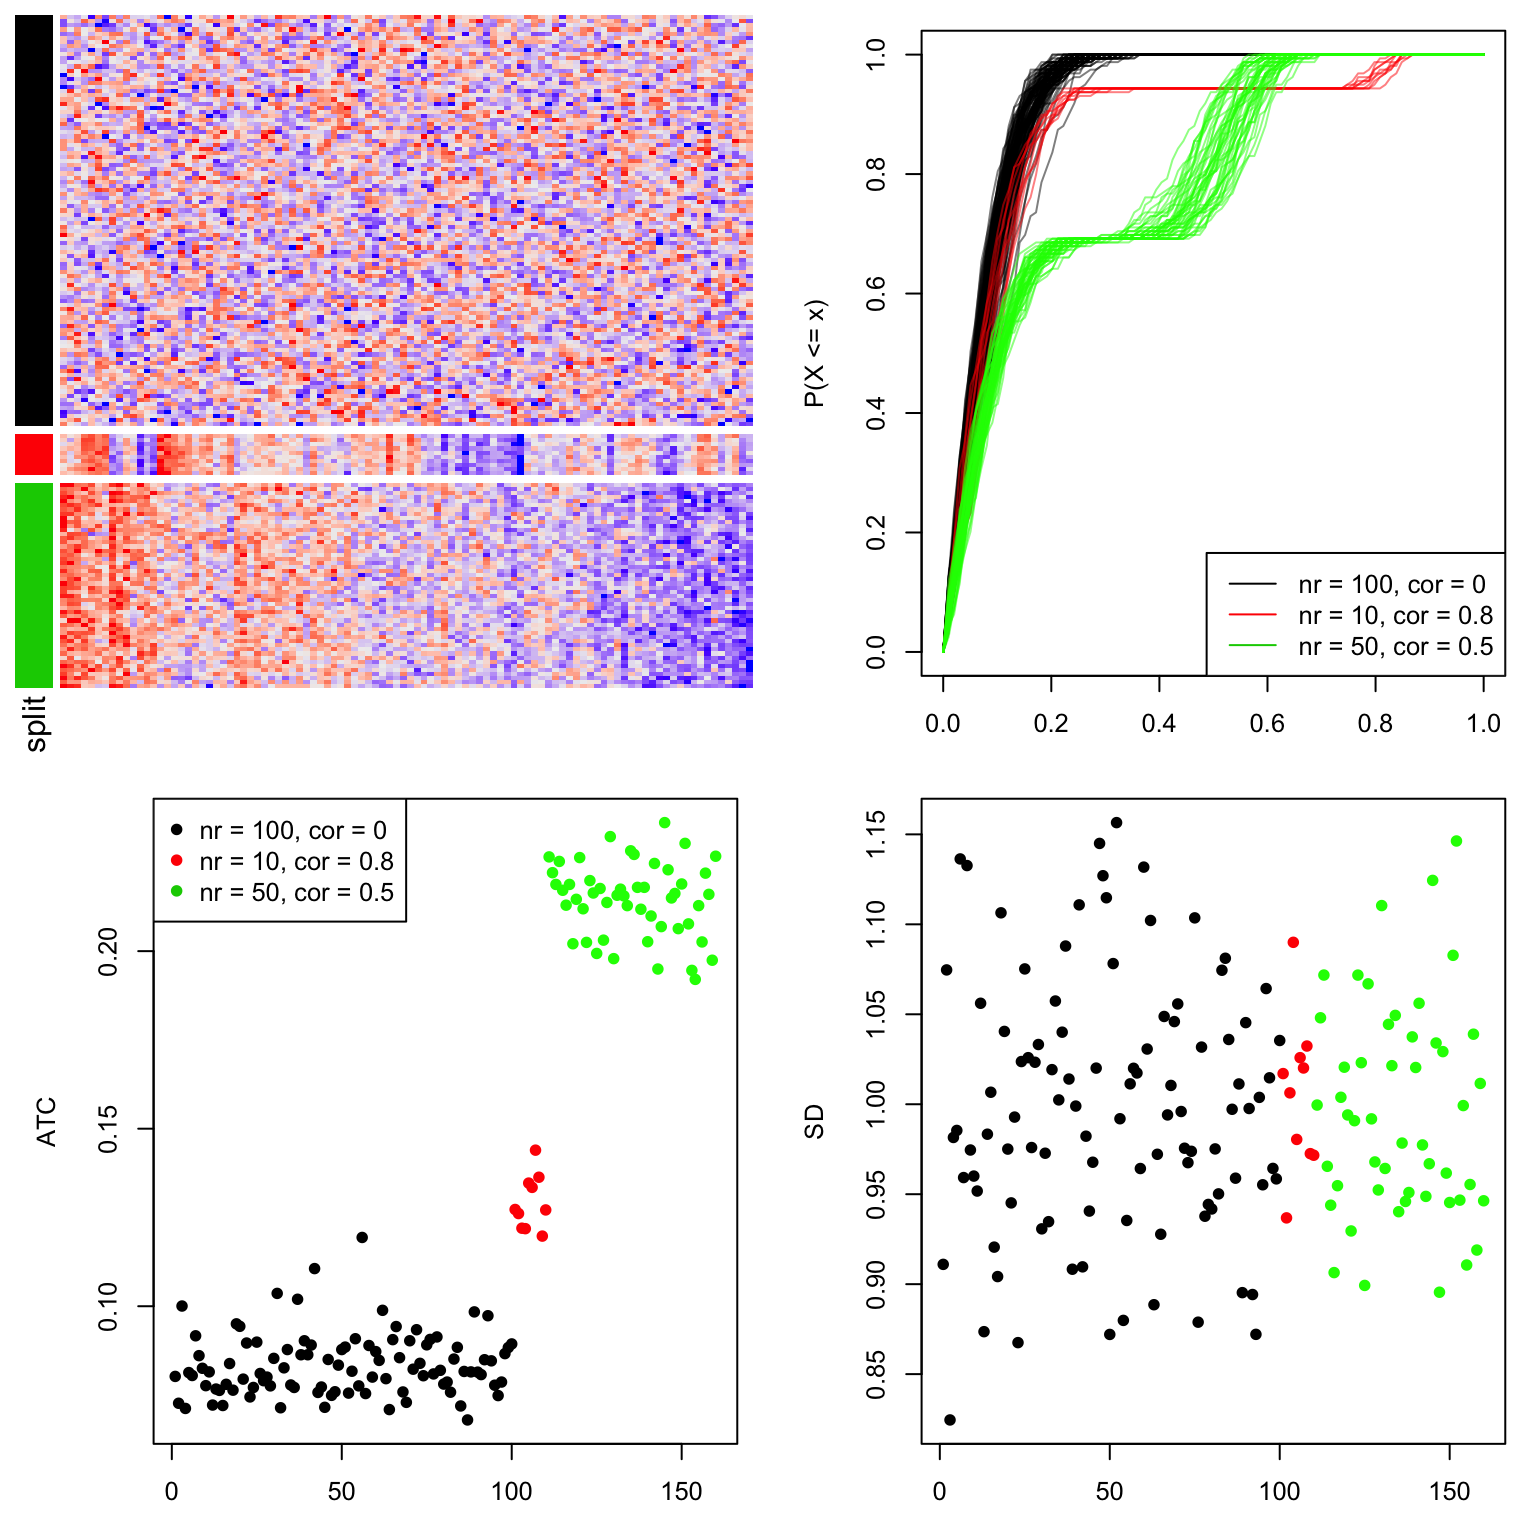 split
P(X <= x)
1.0
0.8
0.6
0.4
0.2
0.0
nr = 100, cor = 0
nr = 10, cor = 0.8
nr = 50, cor = 0.5
0.0 0.2 0.4 0.6 0.8 1.0
ATC
0.20
0.15
0.10
nr = 100, cor = 0
nr = 10, cor = 0.8
nr = 50, cor = 0.5
0 50 100 150
SD
1.15
1.10
1.05
1.00
0.95
0.90
0.85
0 50 100 150